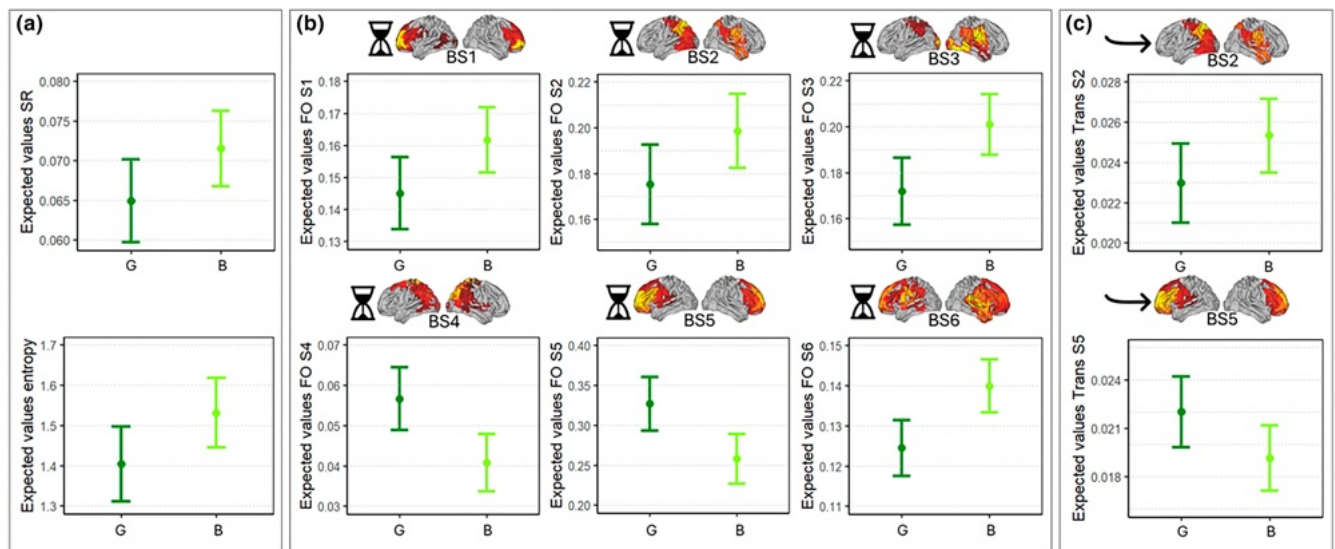 (a)
Expected values SR
0.080
0.075
0.070
0.065
0.060
G
B
Expected values entropy
1.7
1.6
1.5
1.4
1.3
G
B
(b)
BS1
Expected values FO S1
0.18
0.17
0.16
0.15
0.14
0.13
G
B
BS2
Expected values FO S2
0.22
0.20
0.18
0.16
G
B
BS3
Expected values FO S3
0.22
0.20
0.18
0.16
G
B
BS4
Expected values FO S4
0.07
0.06
0.05
0.04
0.03
G
B
BS5
Expected values FO S5
0.40
0.35
0.30
0.25
0.20
G
B
BS6
Expected values FO S6
0.15
0.14
0.13
0.12
0.11
G
B
(c)
BS2
Expected values Trans S2
0.028
0.026
0.024
0.022
0.020
G
B
BS5
Expected values Trans S5
0.024
0.021
0.018
G
B